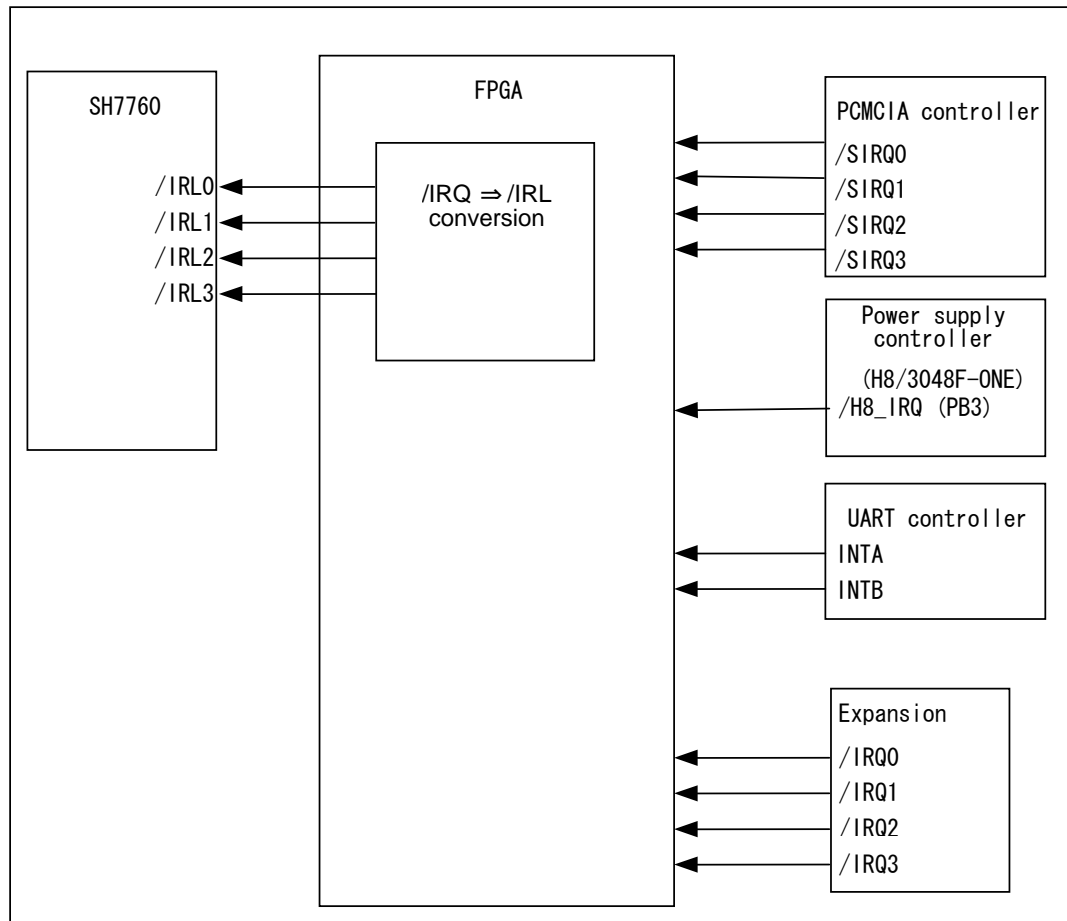 SH7760
/IRL0
/IRL1
/IRL2
/IRL3
FPGA
/IRQ ⇒ /IRL
conversion
PCMCIA controller
/SIRQ0
/SIRQ1
/SIRQ2
/SIRQ3
Power supply
controller
(H8/3048F-ONE)
/H8_IRQ (PB3)
UART controller
INTA
INTB
Expansion
/IRQ0
/IRQ1
/IRQ2
/IRQ3